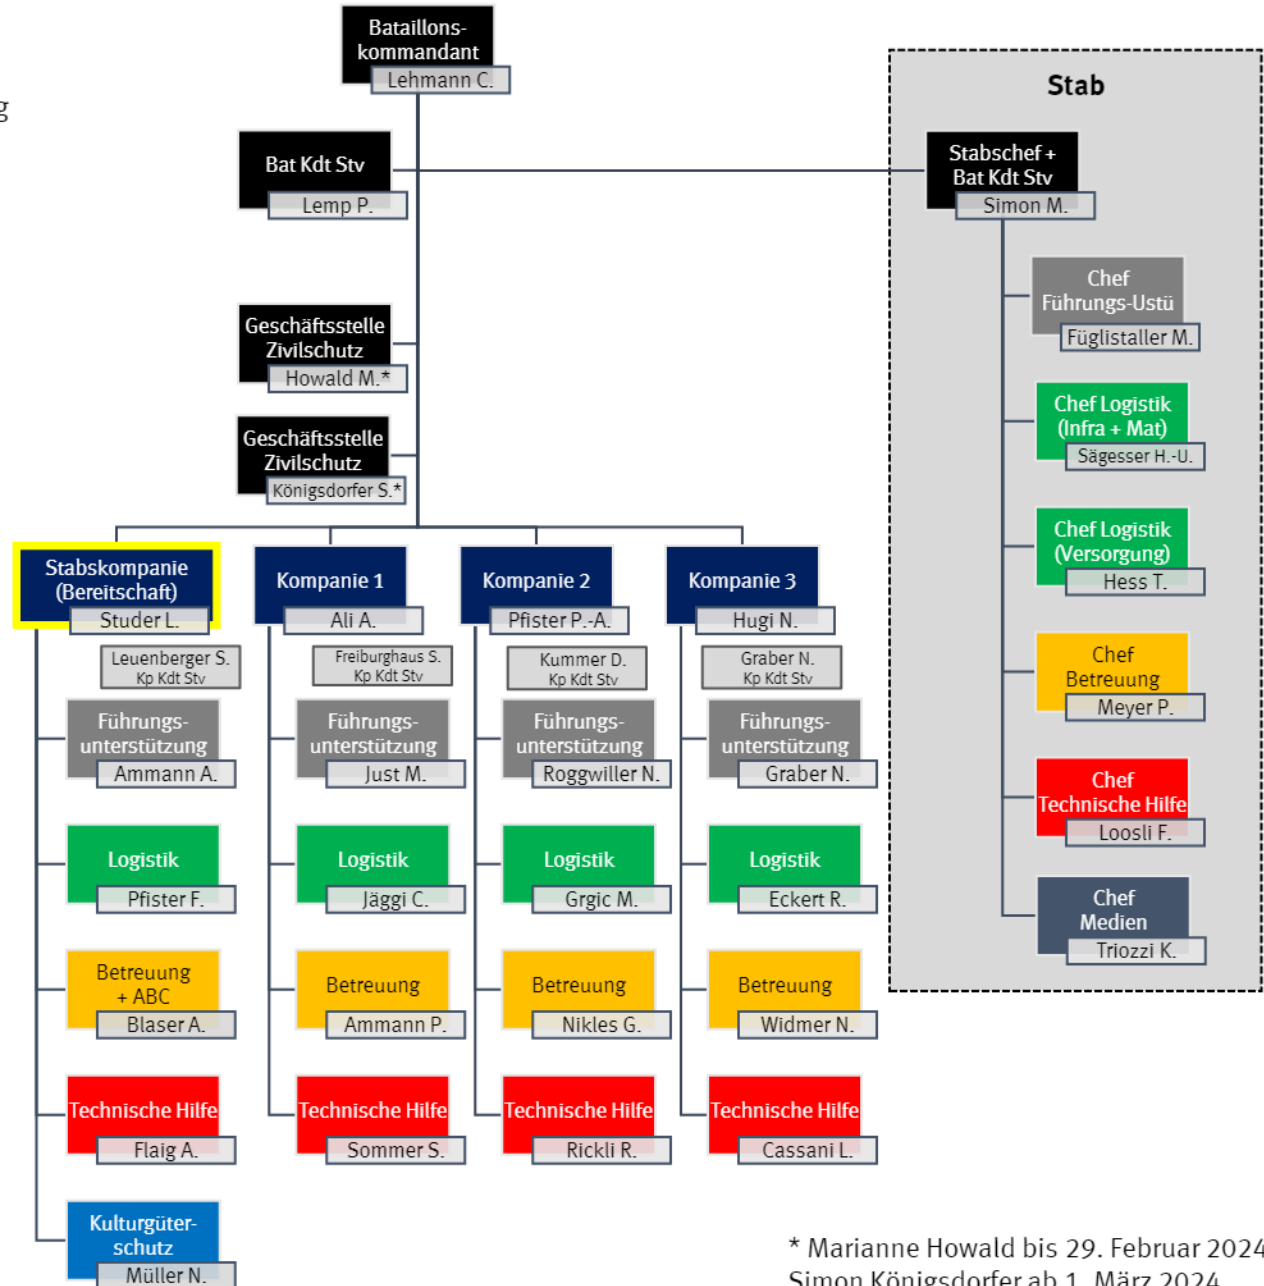 Bataillons-
kommandant
Lehmann C.
Stab
Bat Kdt Stv
Lemp P.
Stabschef +
Bat Kdt Stv
Simon M.
Chef
Führungs-Ustü
Füglistaller M.
Geschäftsstelle
Zivilschutz
Howald M.*
Chef Logistik
(Infra + Mat)
Sägesser H.-U.
Geschäftsstelle
Zivilschutz
Königsdorfer S.*
Chef Logistik
(Versorgung)
Hess T.
Chef
Betreuung
Meyer P.
Chef
Technische Hilfe
Loosli F.
Chef
Medien
Triozzi K.
Stabskompanie
(Bereitschaft)
Studer L.
Leuenberger S.
Kp Kdt Stv
Führungs-
unterstützung
Ammann A.
Logistik
Pfister F.
Betreuung
+ ABC
Blaser A.
Technische Hilfe
Flaig A.
Kulturgüter-
schutz
Müller N.
Kompanie 1
Ali A.
Freiburghaus S.
Kp Kdt Stv
Führungs-
unterstützung
Just M.
Logistik
Jäggi C.
Betreuung
Ammann P.
Technische Hilfe
Sommer S.
Kompanie 2
Pfister P.-A.
Kummer D.
Kp Kdt Stv
Führungs-
unterstützung
Roggwiller N.
Logistik
Grgic M.
Betreuung
Nikles G.
Technische Hilfe
Rickli R.
Kompanie 3
Hugi N.
Graber N.
Kp Kdt Stv
Führungs-
unterstützung
Graber N.
Logistik
Eckert R.
Betreuung
Widmer N.
Technische Hilfe
Cassani L.
* Marianne Howald bis 29. Februar 2024
Simon Königsdorfer ab 1. März 2024